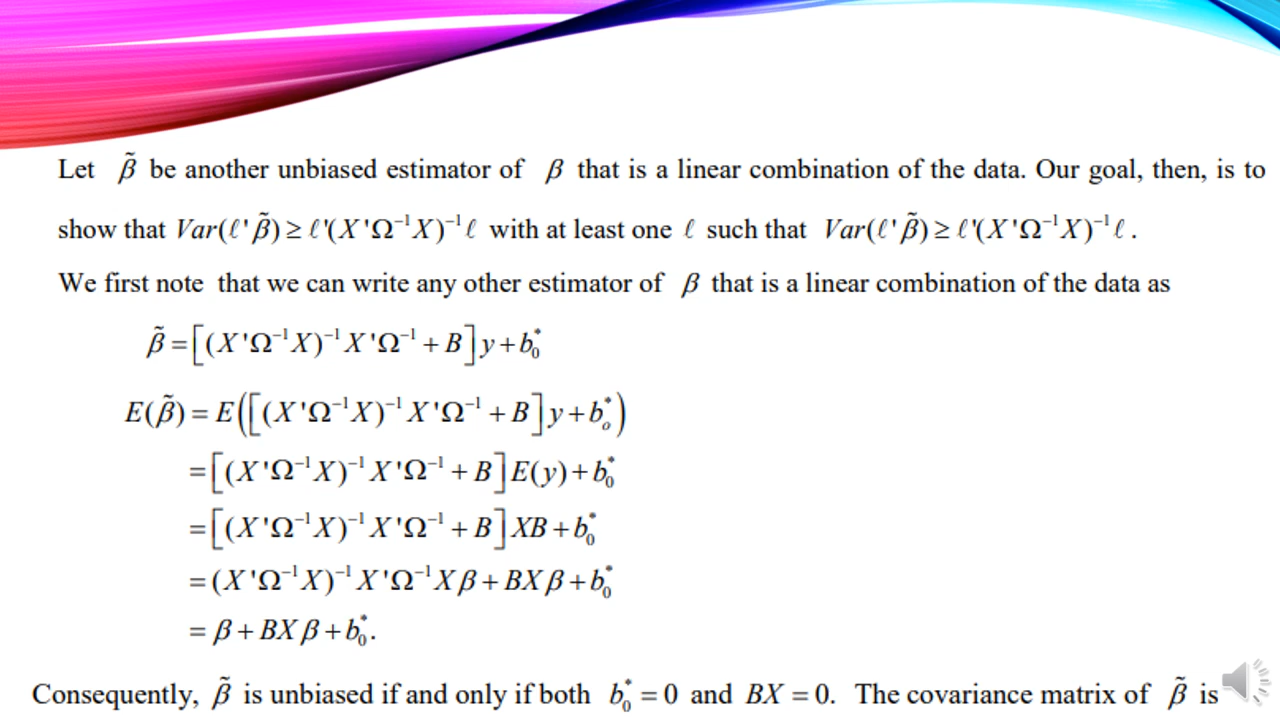 Let β̃ be another unbiased estimator of β that is a linear combination of the data. Our goal, then, is to
show that Var(ℓ'β̃) ≥ ℓ'(X'Ω⁻¹X)⁻¹ℓ with at least one ℓ such that Var(ℓ'β̃) ≥ ℓ'(X'Ω⁻¹X)⁻¹ℓ.
We first note that we can write any other estimator of β that is a linear combination of the data as
β̃ = [(X'Ω⁻¹X)⁻¹X'Ω⁻¹ + B]y + b₀*
E(β̃) = E([(X'Ω⁻¹X)⁻¹X'Ω⁻¹ + B]y + bₒ*)
= [(X'Ω⁻¹X)⁻¹X'Ω⁻¹ + B]E(y) + b₀*
= [(X'Ω⁻¹X)⁻¹X'Ω⁻¹ + B]XB + b₀*
= (X'Ω⁻¹X)⁻¹X'Ω⁻¹Xβ + BXβ + b₀*
= β + BXβ + b₀*.
Consequently, β̃ is unbiased if and only if both b₀* = 0 and BX = 0. The covariance matrix of β̃ is